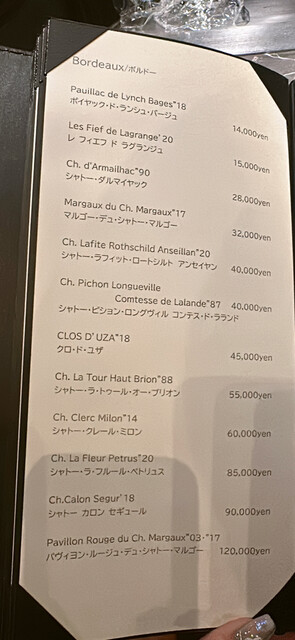 Bordeaux/ボルドー
Pauillac de Lynch Bages"18
ポイヤック・ド・ランシュ・バージュ
14,000yen
Les Fief de Lagrange' 20
レ フィエフ ド ラグランジュ
15,000yen
Ch. d'Armailhac"90
シャトー・ダルマイヤック
28,000yen
Margaux du Ch. Margaux"17
マルゴー・デュ・シャトー・マルゴー
32,000yen
Ch. Lafite Rothschild Anseillan"20
シャトー・ラフィット・ロートシルト アンセイヤン
40,000yen
Ch. Pichon Longueville
Comtesse de Lalande"87 40,000yen
シャトー・ピション・ロングヴィル コンテス・ド・ラランド
CLOS D' UZA"18
クロ・ド・ユザ
45,000yen
Ch. La Tour Haut Brion"88
シャトー・ラ・トゥール・オー・ブリオン
55,000yen
Ch. Clerc Milon"14
シャトー・クレール・ミロン
60,000yen
Ch. La Fleur Petrus"20
シャトー・ラ・フルール・ペトリュス
85,000yen
Ch.Calon Segur' 18
シャトー カロン セギュール
90,000yen
Pavillon Rouge du Ch. Margaux"03・"17
パヴィヨン・ルージュ・デュ・シャトー・マルゴー
120,000yen